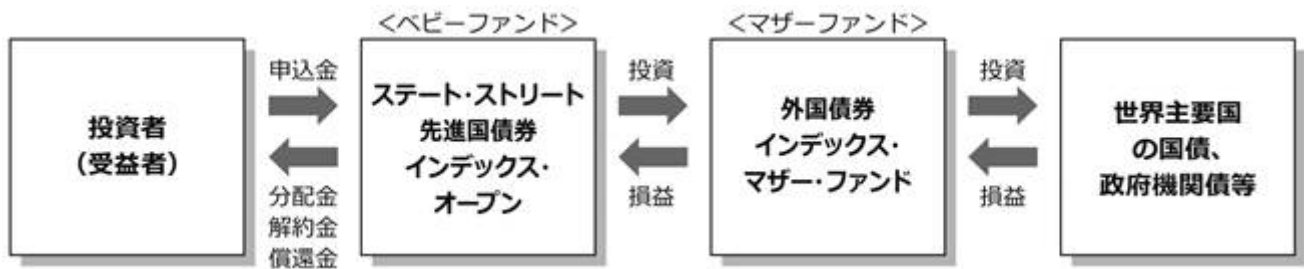 <ベビーファンド>
<マザーファンド>
投資者
(受益者)
申込金
分配金
解約金
償還金
ステート・ストリート
先進国債券
インデックス・
オープン
投資
損益
外国債券
インデックス・
マザー・ファンド
投資
損益
世界主要国
の国債、
政府機関債等